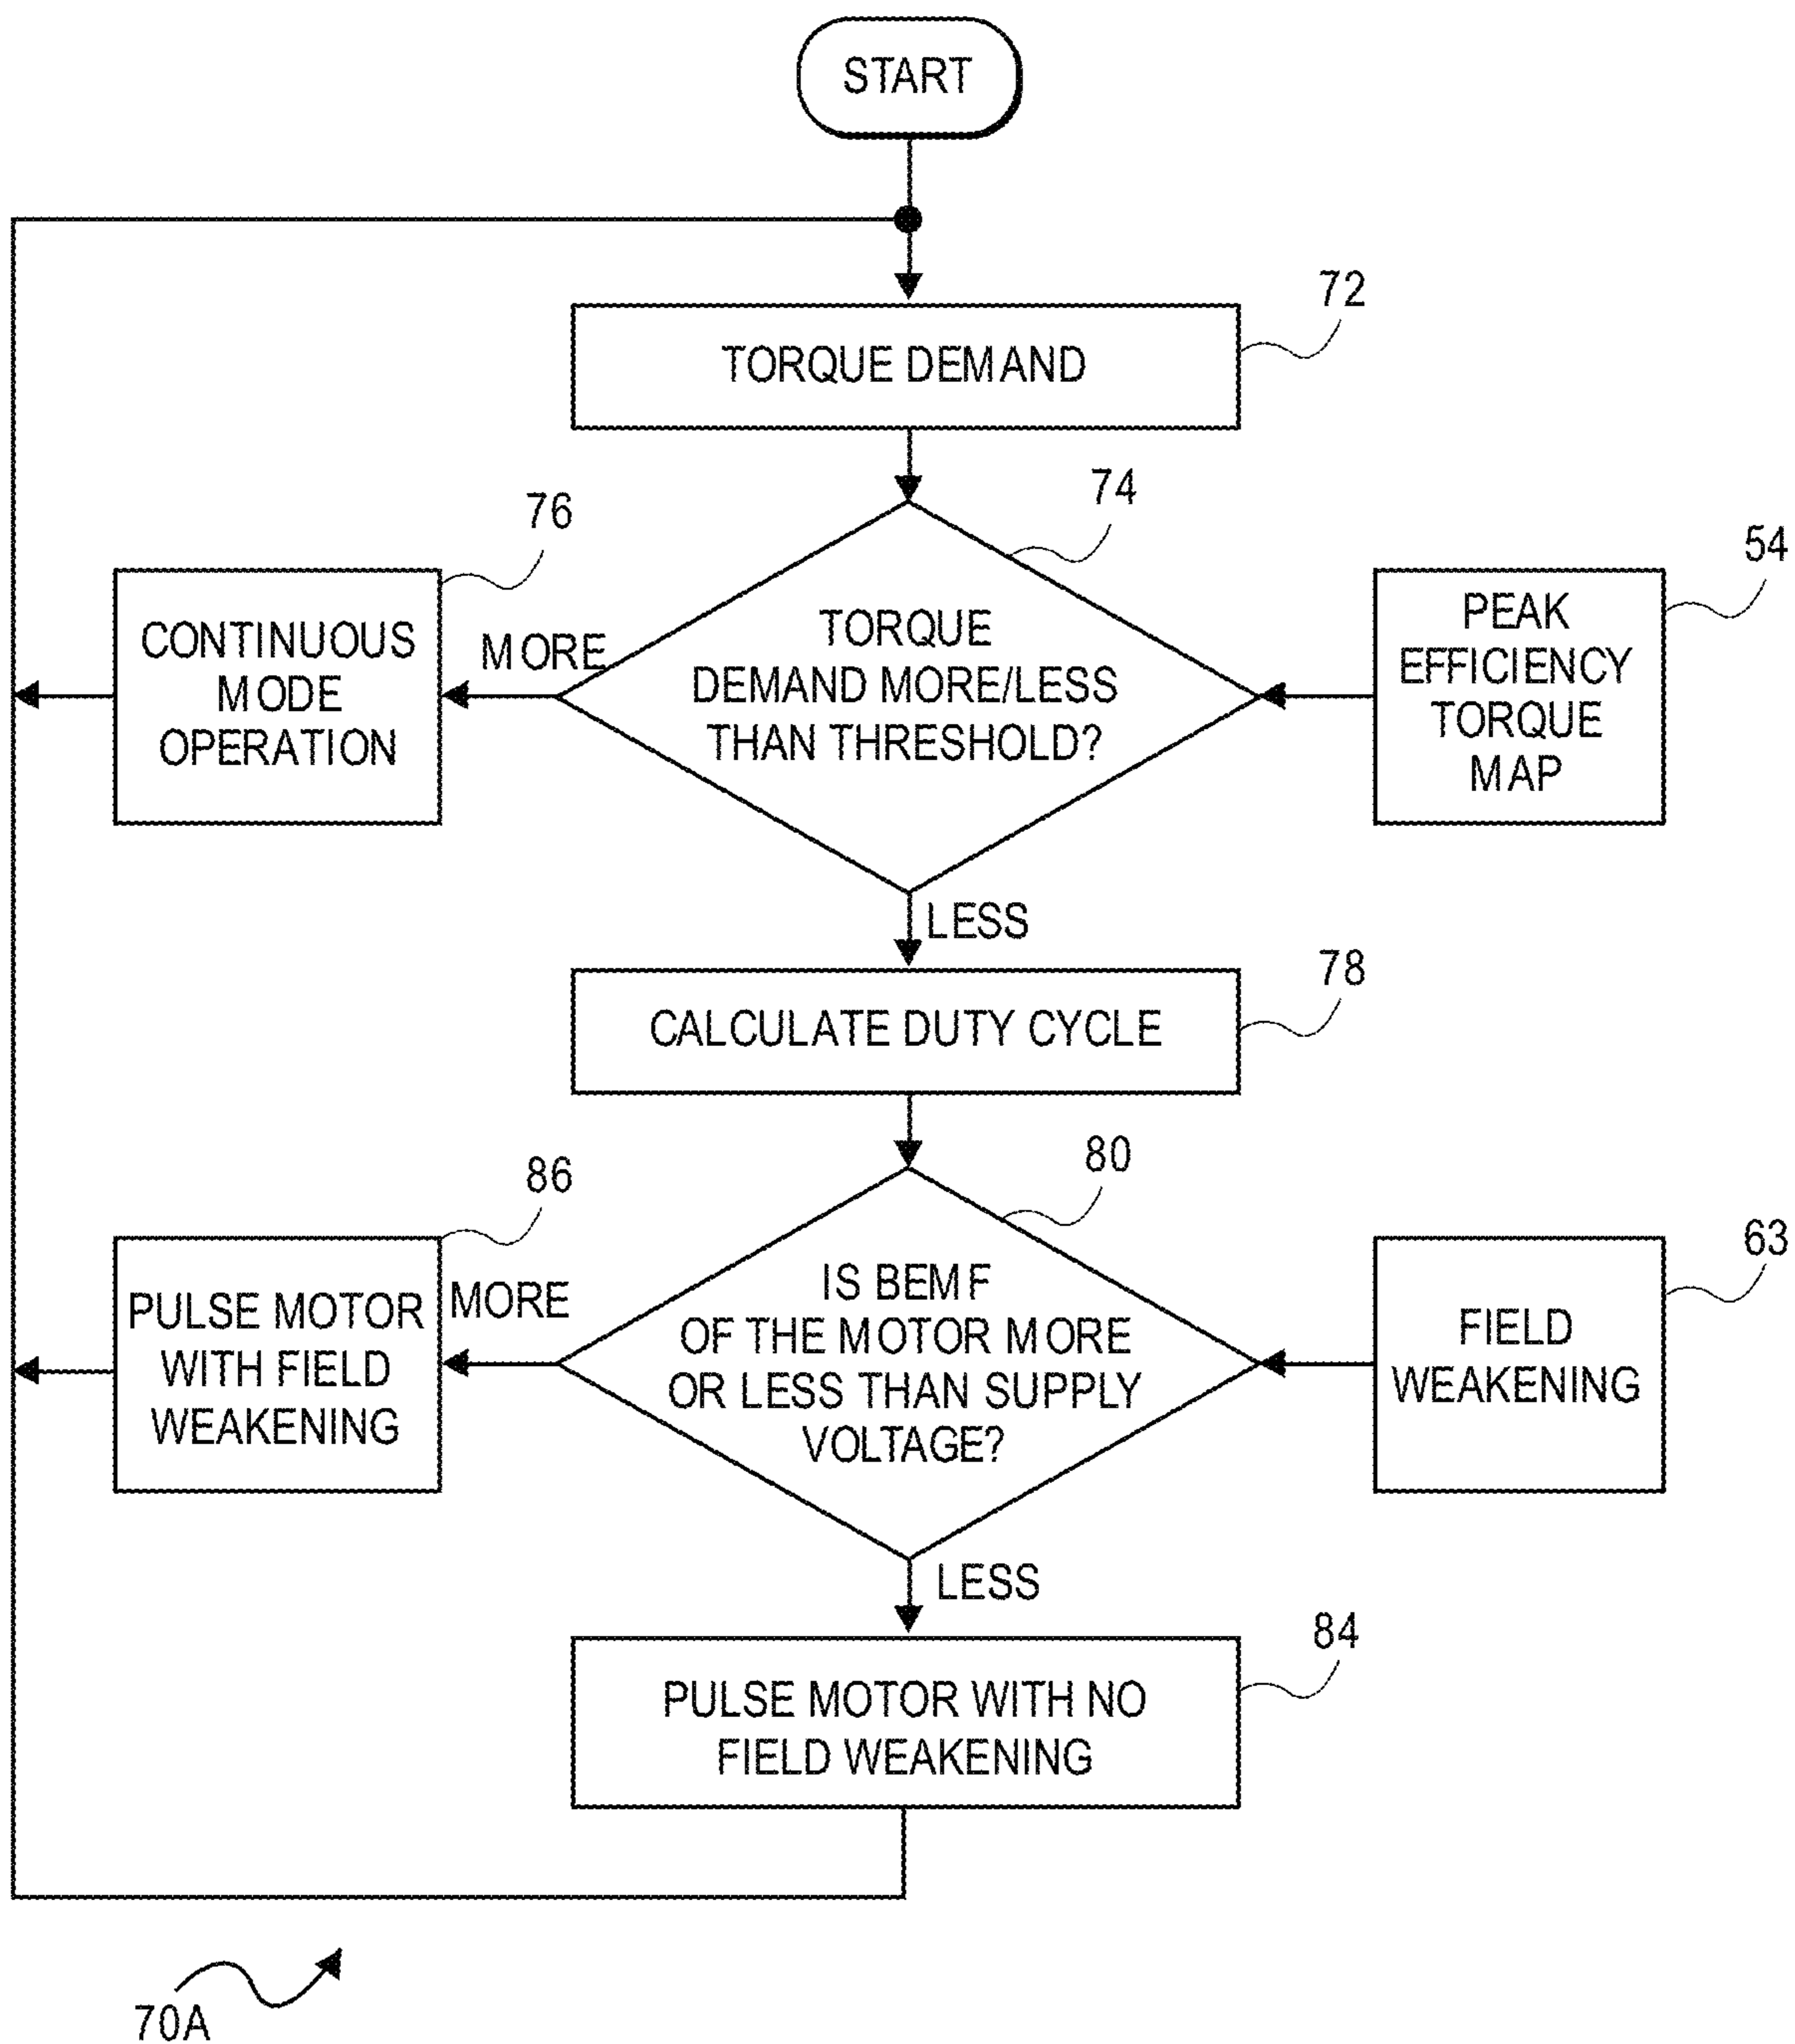 START
72
TORQUE DEMAND
74
76
54
TORQUE
DEMAND MORE/LESS
THAN THRESHOLD?
CONTINUOUS
MODE
OPERATION
MORE
PEAK
EFFICIENCY
TORQUE
MAP
LESS
78
CALCULATE DUTY CYCLE
80
86
63
IS BEMF
OF THE MOTOR MORE
OR LESS THAN SUPPLY
VOLTAGE?
MORE
PULSE MOTOR
WITH FIELD
WEAKENING
FIELD
WEAKENING
LESS
84
PULSE MOTOR WITH NO
FIELD WEAKENING
70A